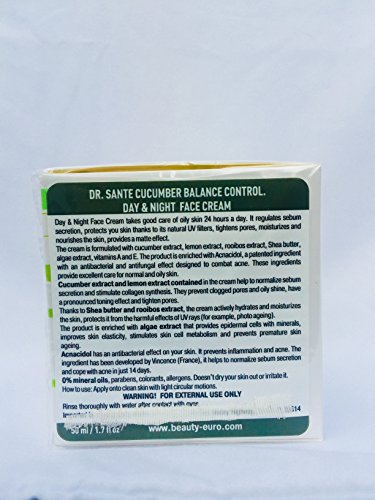 DR. SANTE CUCUMBER BALANCE CONTROL.
DAY & NIGHT FACE CREAM
Day & Night Face Cream takes good care of oily skin 24 hours a day. It regulates sebum
secretion, protects you skin thanks to its natural UV filters, tightens pores, moisturizes and
nourishes the skin, provides a matte effect.
The cream is formulated with cucumber extract, lemon extract, rooibos extract, Shea butter,
algae extract, vitamins A and E. The product is enriched with Acnacidol, a patented ingredient
with an antibacterial and antifungal effect designed to combat acne. These ingredients
provide excellent care for normal and oily skin.
Cucumber extract and lemon extract contained in the cream help to normalize sebum
secretion and stimulate collagen synthesis. They prevent clogged pores and oily shine, have
a pronounced toning effect and tighten pores.
Thanks to Shea butter and rooibos extract, the cream actively hydrates and moisturizes
the skin, protects it from the harmful effects of UV rays (for example, photo ageing).
The product is enriched with algae extract that provides epidermal cells with minerals,
improves skin elasticity, stimulates skin cell metabolism and prevents premature skin
ageing.
Acnacidol has an antibacterial effect on your skin. It prevents inflammation and acne. The
ingredient has been developed by Vincence (France), it helps to normalize sebum secretion
and cope with acne in just 14 days.
0% mineral oils, parabens, colorants, allergens. Doesn't dry your skin out or irritate it.
How to use: Apply onto clean skin with light circular motions.
WARNING! FOR EXTERNAL USE ONLY
Rinse thoroughly with water after contact with eyes.
Imported
50 ml / 1.7 fl oz
www.beauty-euro.com